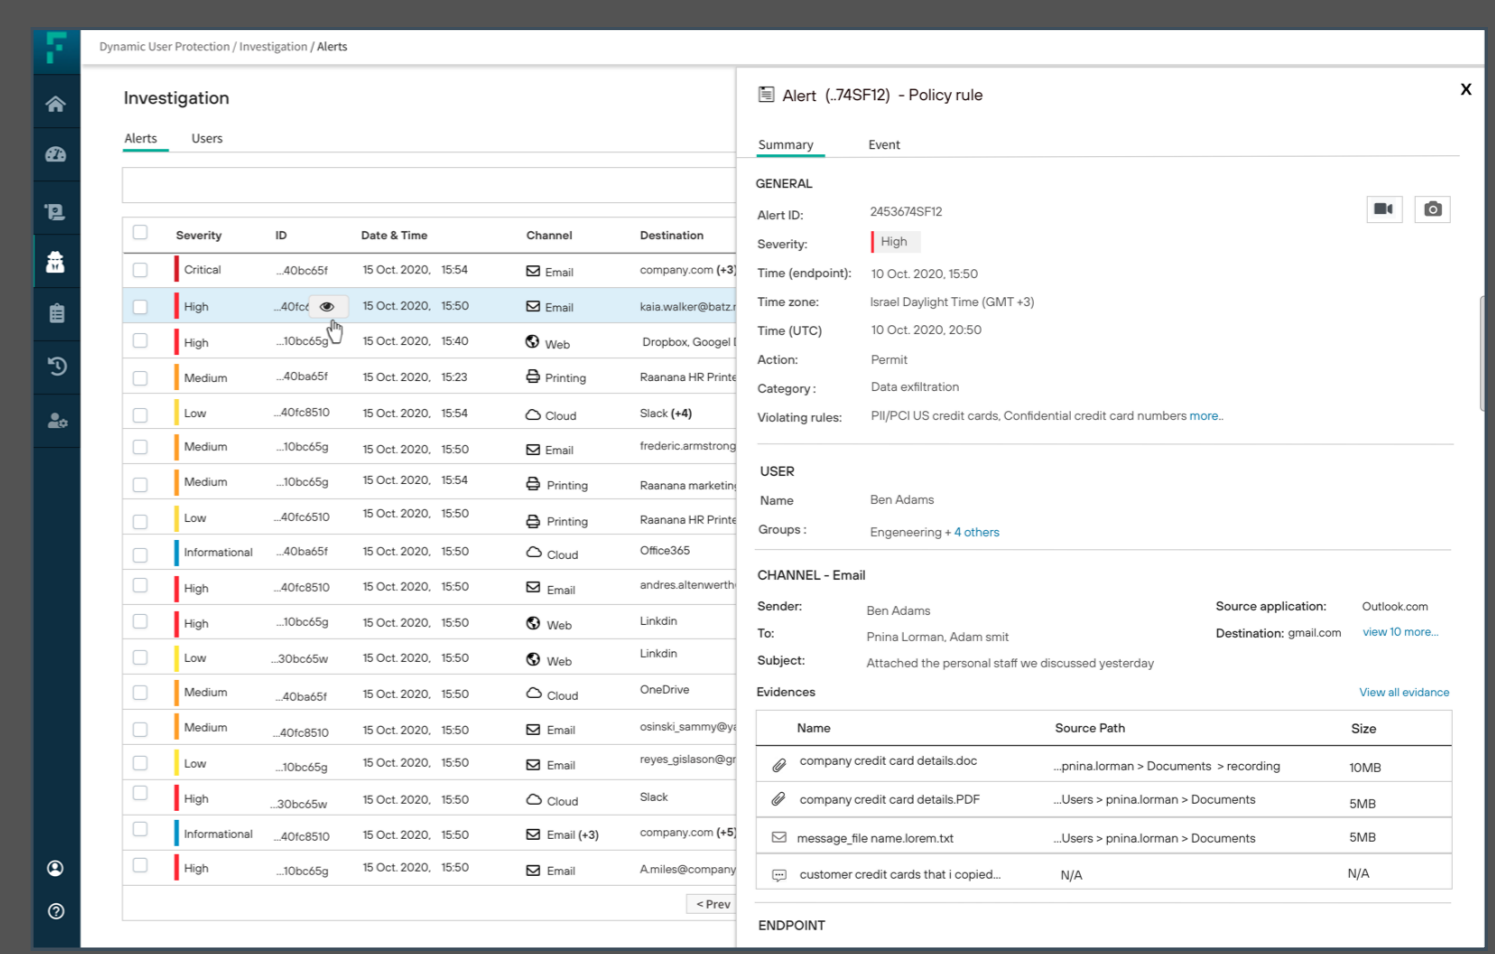 Dynamic User Protection / Investigation / Alerts
Investigation
Alerts Users
Severity ID Date & Time Channel Destination
Critical ...40bc65f 15 Oct. 2020, 15:54 Email company.com (+3)
High ...40fc 15 Oct. 2020, 15:50 Email kaia.walker@batz.r
High ...10bc65g 15 Oct. 2020, 15:40 Web Dropbox, Googel
Medium ...40ba65f 15 Oct. 2020, 15:23 Printing Raanana HR Printe
Low ...40fc8510 15 Oct. 2020, 15:54 Cloud Slack (+4)
Medium ...10bc65g 15 Oct. 2020, 15:50 Email frederic.armstrong
Medium ...10bc65g 15 Oct. 2020, 15:54 Printing Raanana marketin
Low ...40fc6510 15 Oct. 2020, 15:50 Printing Raanana HR Printe
Informational ...40ba65f 15 Oct. 2020, 15:50 Cloud Office365
High ...40fc8510 15 Oct. 2020, 15:50 Email andres.altenwerth
High ...10bc65g 15 Oct. 2020, 15:50 Web Linkdin
Low ...30bc65w 15 Oct. 2020, 15:50 Web Linkdin
Medium ...40ba65f 15 Oct. 2020, 15:50 Cloud OneDrive
Medium ...40fc8510 15 Oct. 2020, 15:50 Email osinski_sammy@ya
Low ...10bc65g 15 Oct. 2020, 15:50 Email reyes_gislason@gr
High ...30bc65w 15 Oct. 2020, 15:50 Cloud Slack
Informational ...40fc8510 15 Oct. 2020, 15:50 Email (+3) company.com (+5)
High ...10bc65g 15 Oct. 2020, 15:50 Email A.miles@company
< Prev
Alert (..74SF12) - Policy rule
X
Summary Event
GENERAL
Alert ID: 2453674SF12
Severity: High
Time (endpoint): 10 Oct. 2020, 15:50
Time zone: Israel Daylight Time (GMT +3)
Time (UTC) 10 Oct. 2020, 20:50
Action: Permit
Category : Data exfiltration
Violating rules: PII/PCI US credit cards, Confidential credit card numbers more..
USER
Name Ben Adams
Groups : Engeneering + 4 others
CHANNEL - Email
Sender: Ben Adams Source application: Outlook.com
To: Pnina Lorman, Adam smit Destination: gmail.com view 10 more...
Subject: Attached the personal staff we discussed yesterday
Evidences View all evidance
Name Source Path Size
company credit card details.doc ...pnina.lorman > Documents > recording 10MB
company credit card details.PDF ...Users > pnina.lorman > Documents 5MB
message_file name.lorem.txt ...Users > pnina.lorman > Documents 5MB
customer credit cards that i copied... N/A N/A
ENDPOINT